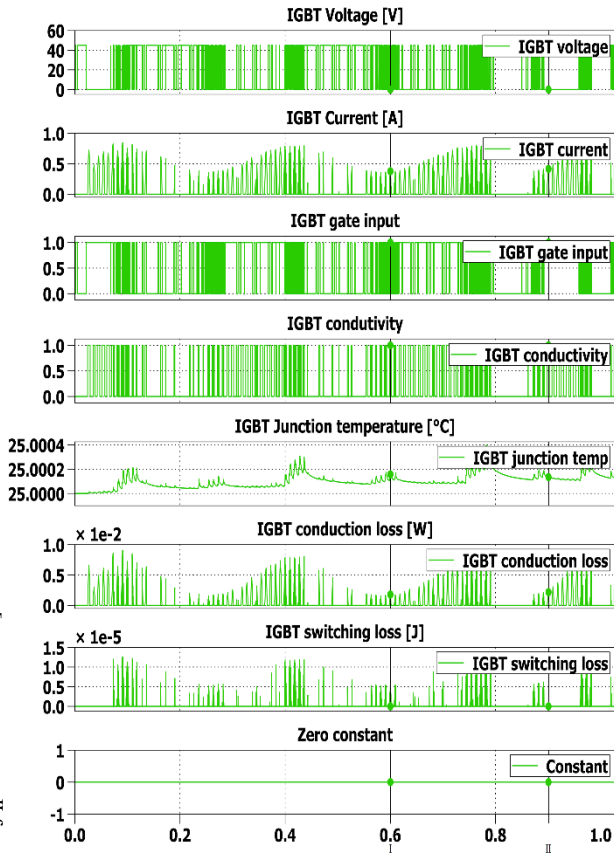 IGBT Voltage [V]
60
40
20
0
IGBT voltage
IGBT Current [A]
1.0
0.5
0.0
IGBT current
IGBT gate input
1.0
0.5
0.0
IGBT gate input
IGBT condutivity
1.0
0.5
0.0
IGBT conductivity
IGBT Junction temperature [°C]
25.0004
25.0002
25.0000
IGBT junction temp
× 1e-2
IGBT conduction loss [W]
1.0
0.5
0.0
IGBT conduction loss
× 1e-5
IGBT switching loss [J]
1.5
1.0
0.5
0.0
IGBT switching loss
Zero constant
1
0
-1
Constant
0.0 0.2 0.4 0.6 0.8 1.0
I II